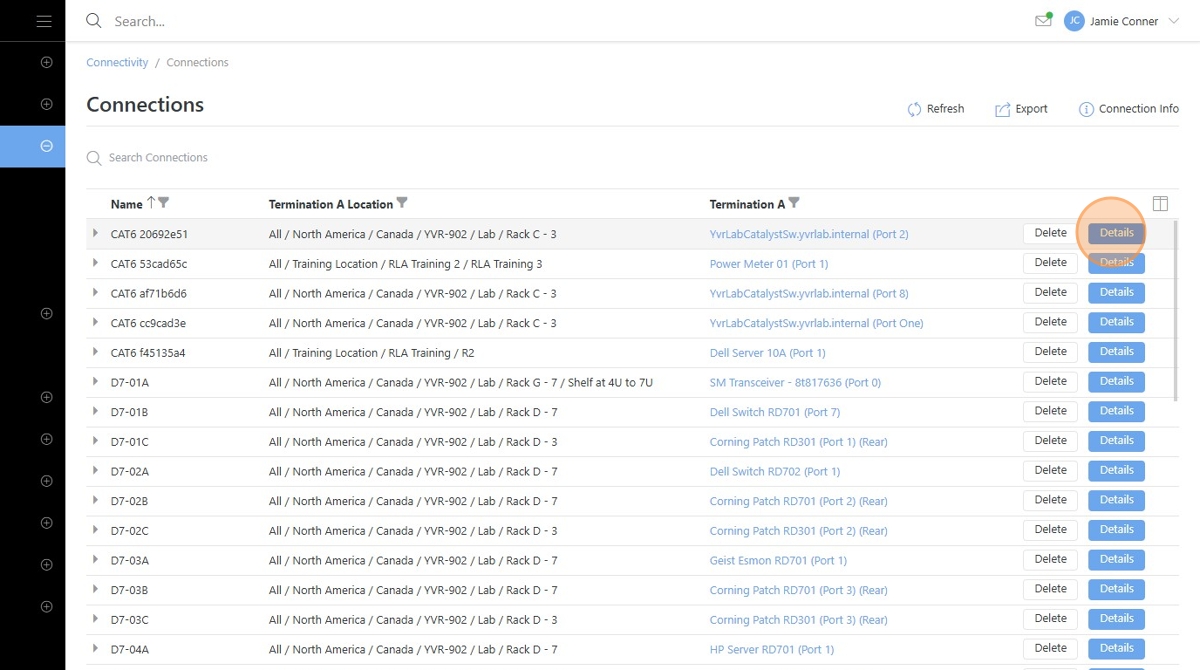 Search...
JC Jamie Conner
Connectivity / Connections
Connections
Refresh Export Connection Info
Search Connections
Name Termination A Location Termination A
CAT6 20692e51 All / North America / Canada / YVR-902 / Lab / Rack C - 3 YvrLabCatalystSw.yvrlab.internal (Port 2) Delete Details
CAT6 53cad65c All / Training Location / RLA Training 2 / RLA Training 3 Power Meter 01 (Port 1) Delete Details
CAT6 af71b6d6 All / North America / Canada / YVR-902 / Lab / Rack C - 3 YvrLabCatalystSw.yvrlab.internal (Port 8) Delete Details
CAT6 cc9cad3e All / North America / Canada / YVR-902 / Lab / Rack C - 3 YvrLabCatalystSw.yvrlab.internal (Port One) Delete Details
CAT6 f45135a4 All / Training Location / RLA Training / R2 Dell Server 10A (Port 1) Delete Details
D7-01A All / North America / Canada / YVR-902 / Lab / Rack G - 7 / Shelf at 4U to 7U SM Transceiver - 8t817636 (Port 0) Delete Details
D7-01B All / North America / Canada / YVR-902 / Lab / Rack D - 7 Dell Switch RD701 (Port 7) Delete Details
D7-01C All / North America / Canada / YVR-902 / Lab / Rack D - 3 Corning Patch RD301 (Port 1) (Rear) Delete Details
D7-02A All / North America / Canada / YVR-902 / Lab / Rack D - 7 Dell Switch RD702 (Port 1) Delete Details
D7-02B All / North America / Canada / YVR-902 / Lab / Rack D - 7 Corning Patch RD701 (Port 2) (Rear) Delete Details
D7-02C All / North America / Canada / YVR-902 / Lab / Rack D - 3 Corning Patch RD301 (Port 2) (Rear) Delete Details
D7-03A All / North America / Canada / YVR-902 / Lab / Rack D - 7 Geist Esmon RD701 (Port 1) Delete Details
D7-03B All / North America / Canada / YVR-902 / Lab / Rack D - 7 Corning Patch RD701 (Port 3) (Rear) Delete Details
D7-03C All / North America / Canada / YVR-902 / Lab / Rack D - 3 Corning Patch RD301 (Port 3) (Rear) Delete Details
D7-04A All / North America / Canada / YVR-902 / Lab / Rack D - 7 HP Server RD701 (Port 1) Delete Details